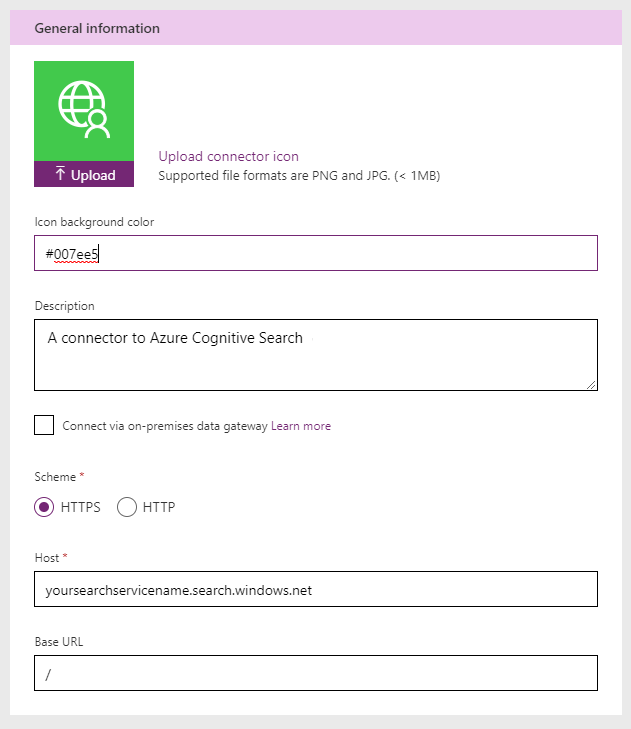 General information
Upload
Upload connector icon
Supported file formats are PNG and JPG. (< 1MB)
Icon background color
#007ee5
Description
A connector to Azure Cognitive Search
Connect via on-premises data gateway Learn more
Scheme *
HTTPS HTTP
Host *
yoursearchservicename.search.windows.net
Base URL
/